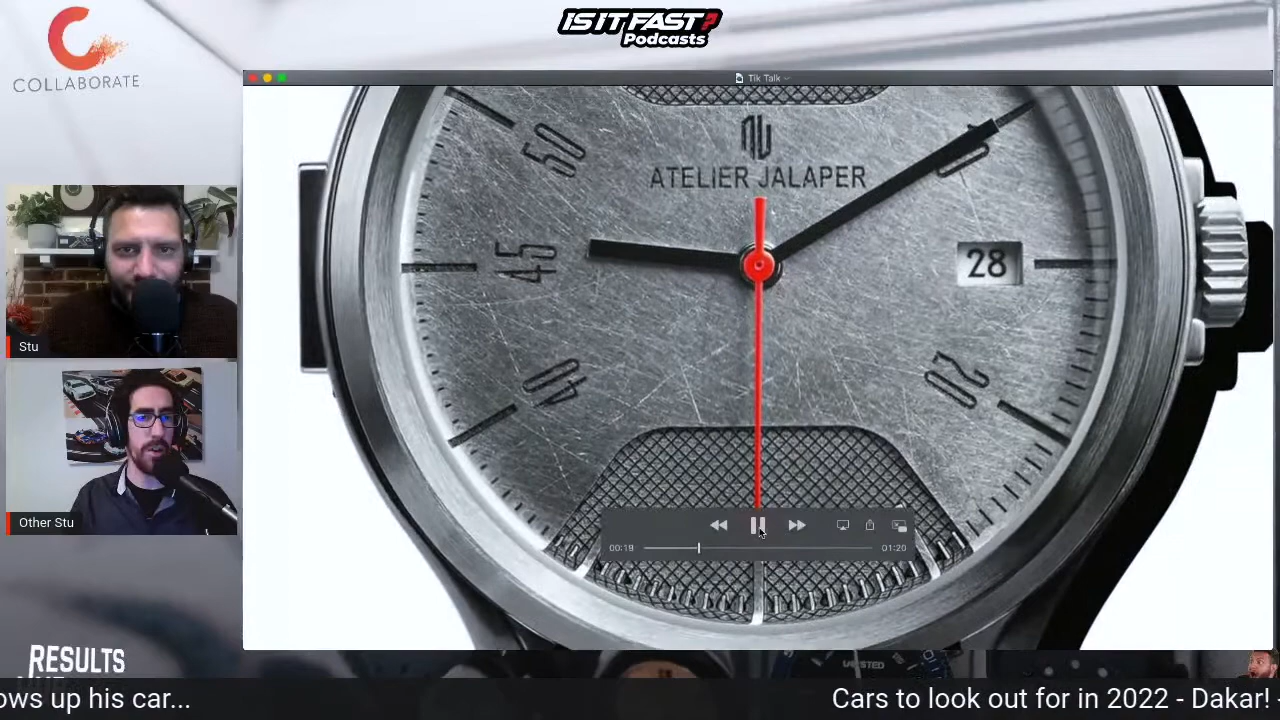 COLLABORATE
IS IT FAST?
Podcasts
Tik Talk
50
ATELIER JALAPER
10
45
28
40
20
Stu
Other Stu
00:19
01:20
RESULTS
ows up his car...
Cars to look out for in 2022 - Dakar! -